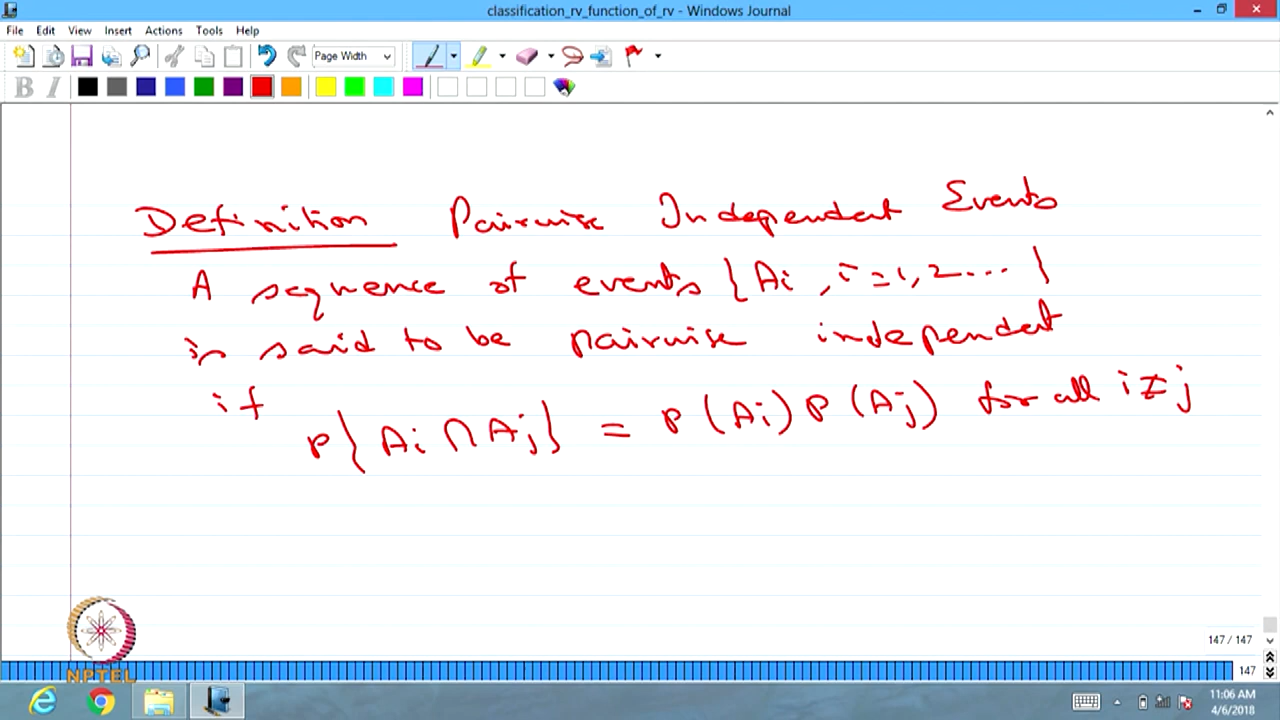 classification_rv_function_of_rv - Windows Journal
File Edit View Insert Actions Tools Help
Page Width
B I
Definition Pairwise Independent Events
A sequence of events {Ai , i=1,2... }
is said to be pairwise independent
if
P{ Ai ∩ Aj } = P(Ai) P(Aj) for all i≠j
147 / 147
147
NPTEL
11:06 AM
4/6/2018